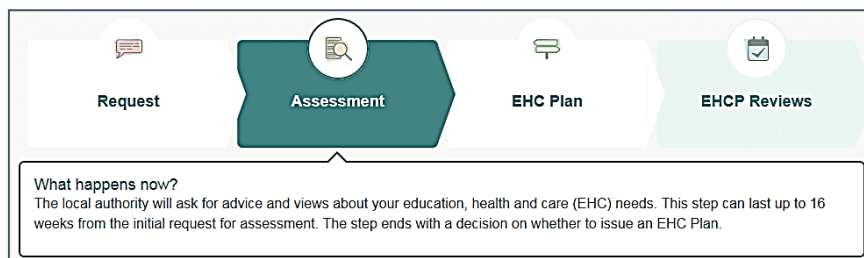 Request
Assessment
EHC Plan
EHCP Reviews
What happens now?
The local authority will ask for advice and views about your education, health and care (EHC) needs. This step can last up to 16
weeks from the initial request for assessment. The step ends with a decision on whether to issue an EHC Plan.